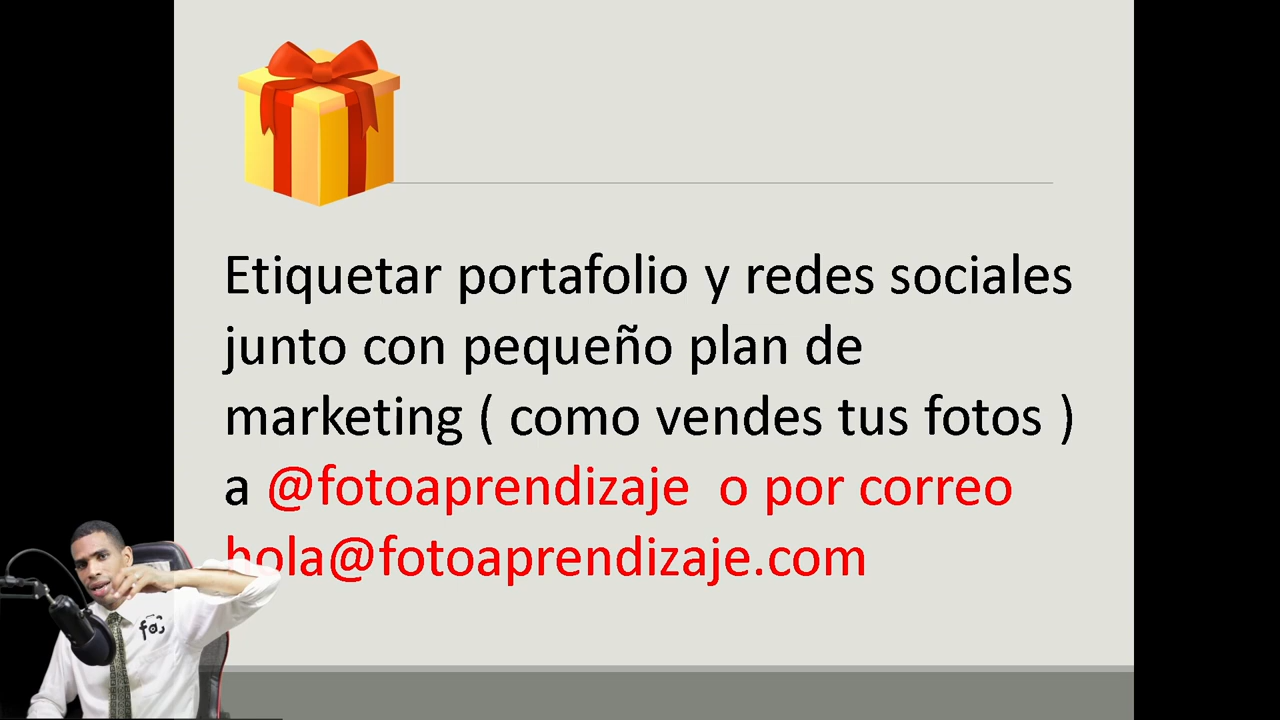 Etiquetar portafolio y redes sociales
junto con pequeño plan de
marketing ( como vendes tus fotos )
a @fotoaprendizaje o por correo
hola@fotoaprendizaje.com